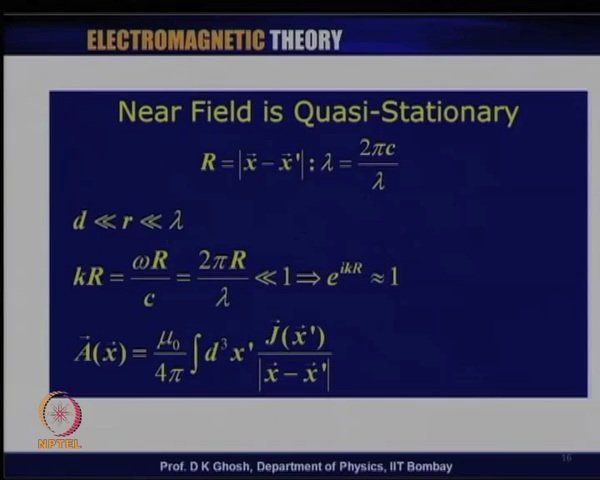 ELECTROMAGNETIC THEORY
Near Field is Quasi-Stationary
R = |x⃗ − x⃗'| : λ = 2πc/λ
d ≪ r ≪ λ
kR = ωR/c = 2πR/λ ≪ 1 ⇒ e^{ikR} ≈ 1
A⃗(x⃗) = μ₀/4π ∫ d³x' J⃗(x⃗')/|x⃗ − x⃗'|
NPTEL
16
Prof. D K Ghosh, Department of Physics, IIT Bombay